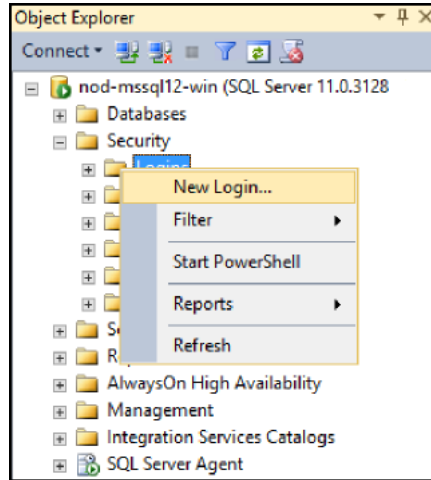 Object Explorer
Connect
nod-mssql12-win (SQL Server 11.0.3128
Databases
Security
Logins
New Login...
Filter
Start PowerShell
Reports
Refresh
AlwaysOn High Availability
Management
Integration Services Catalogs
SQL Server Agent